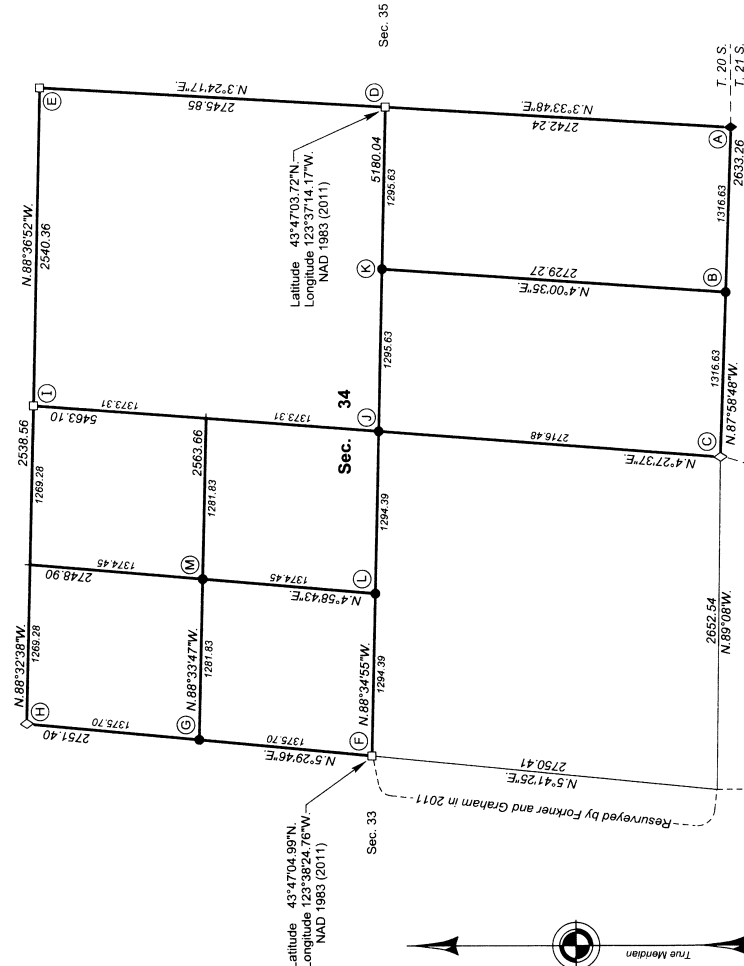 Sec. 35
N.88°36'52"W.
2540.36
E
N.3°24'17"E.
2745.85
I
2538.56
1269.28
5463.10
1373.31
1373.31
N.88°32'38"W.
1269.28
H
2748.90
1374.45
1374.45
2751.40
1375.70
1375.70
2563.66
1281.83
M
N.88°33'47"W.
1281.83
G
N.4°58'43"E.
N.5°29'46"E.
Latitude 43°47'03.72"N.
Longitude 123°37'14.17"W.
NAD 1983 (2011)
D
5180.04
1295.63
K
1295.63
Sec. 34
J
1294.39
L
N.88°34'55"W.
1294.39
F
atitude 43°47'04.99"N.
ongitude 123°38'24.76"W.
NAD 1983 (2011)
Sec. 33
N.3°33'48"E.
2742.24
N.4°00'35"E.
2729.27
N.4°27'37"E.
2716.48
N.5°41'25"E.
2750.41
Resurveyed by Forkner and Graham in 2011
T. 20 S.
T. 21 S.
A
2633.26
1316.63
B
1316.63
N.87°58'48"W.
C
2652.54
N.89°08'W.
True Meridian